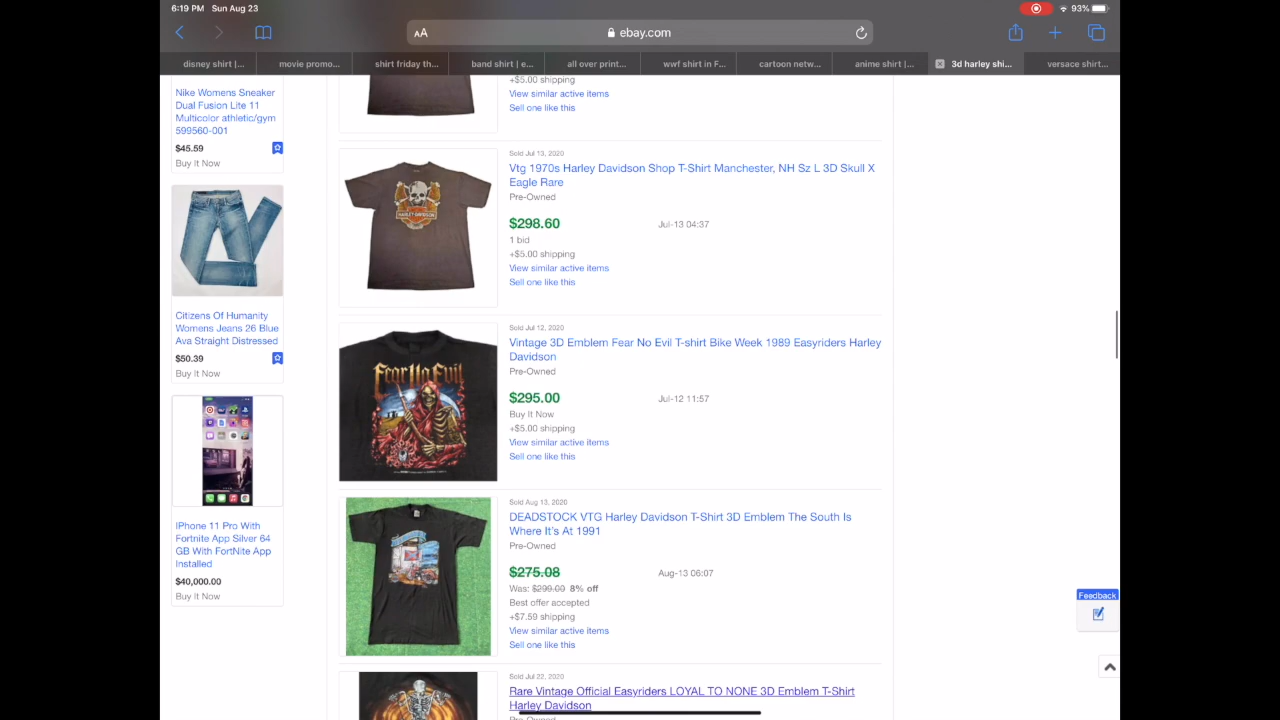 6:19 PM Sun Aug 23
93%
AA
ebay.com
disney shirt |...
movie promo...
shirt friday th...
band shirt | e...
all over print...
wwf shirt in F...
cartoon netw...
anime shirt |...
3d harley shi...
versace shirt...
Nike Womens Sneaker
Dual Fusion Lite 11
Multicolor athletic/gym
599560-001
$45.59
Buy It Now
Citizens Of Humanity
Womens Jeans 26 Blue
Ava Straight Distressed
$50.39
Buy It Now
IPhone 11 Pro With
Fortnite App Silver 64
GB With FortNite App
Installed
$40,000.00
Buy It Now
+$5.00 shipping
View similar active items
Sell one like this
Sold Jul 13, 2020
Vtg 1970s Harley Davidson Shop T-Shirt Manchester, NH Sz L 3D Skull X
Eagle Rare
Pre-Owned
$298.60
Jul-13 04:37
1 bid
+$5.00 shipping
View similar active items
Sell one like this
HARLEY-DAVIDSON
Sold Jul 12, 2020
Vintage 3D Emblem Fear No Evil T-shirt Bike Week 1989 Easyriders Harley
Davidson
Pre-Owned
$295.00
Jul-12 11:57
Buy It Now
+$5.00 shipping
View similar active items
Sell one like this
Fear No Evil
Sold Aug 13, 2020
DEADSTOCK VTG Harley Davidson T-Shirt 3D Emblem The South Is
Where It's At 1991
Pre-Owned
$275.08
Aug-13 06:07
Was: $299.00 8% off
Best offer accepted
+$7.59 shipping
View similar active items
Sell one like this
Sold Jul 22, 2020
Rare Vintage Official Easyriders LOYAL TO NONE 3D Emblem T-Shirt
Harley Davidson
Pre-Owned
Feedback